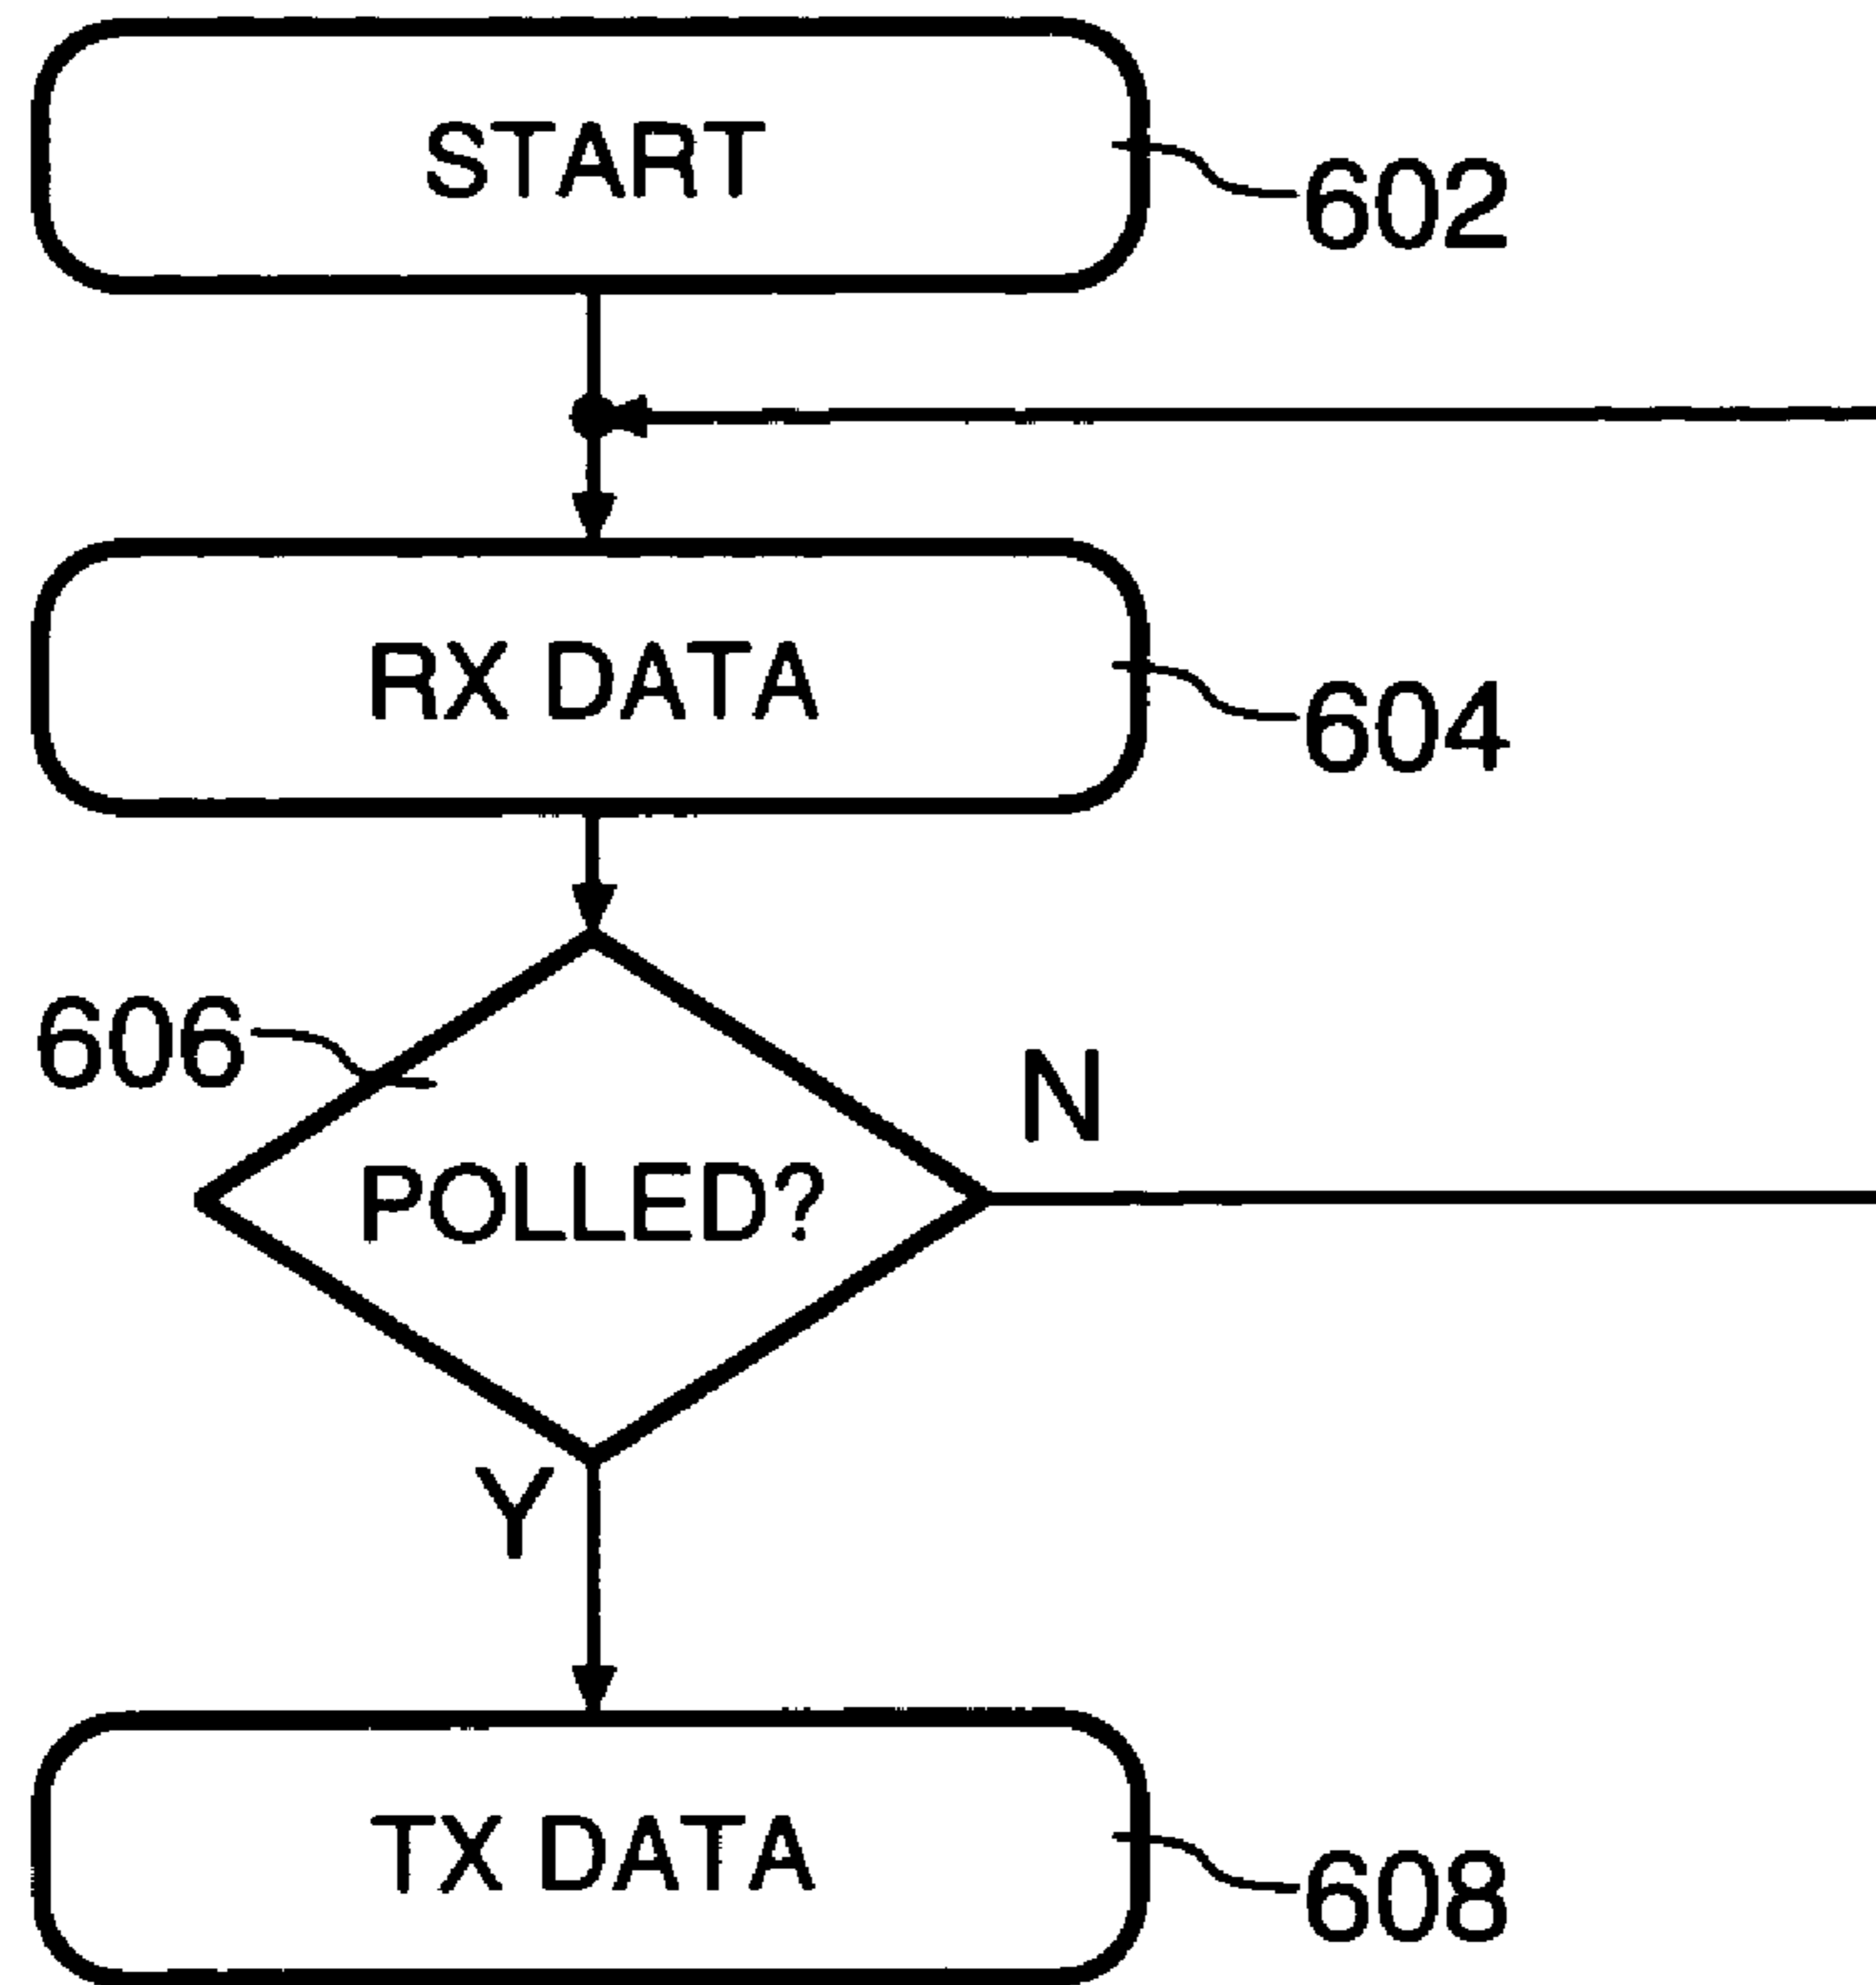 START
602
RX DATA
604
606
N
POLLED?
Y
TX DATA
608